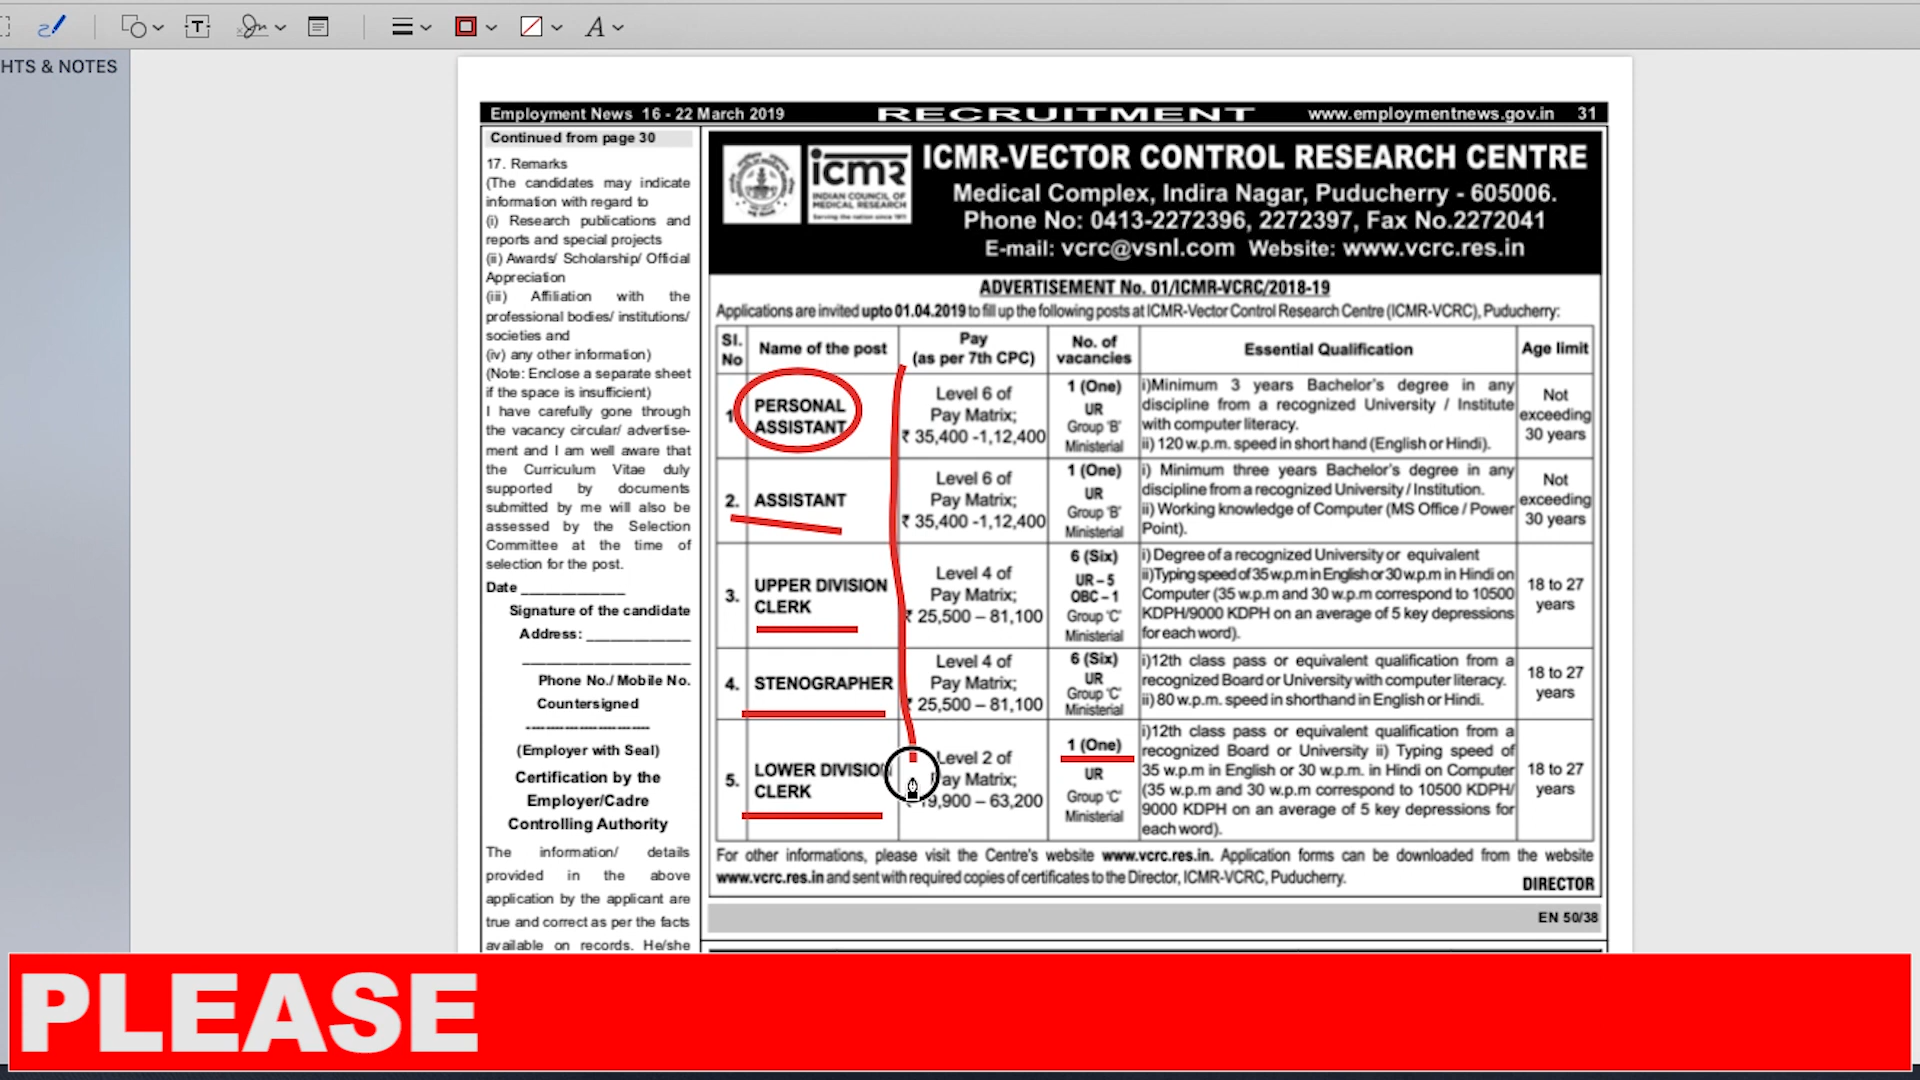 HTS & NOTES
Employment News 16 - 22 March 2019 RECRUITMENT www.employmentnews.gov.in 31
Continued from page 30
17. Remarks
(The candidates may indicate
information with regard to
(i) Research publications and
reports and special projects
(ii) Awards/ Scholarship/ Official
Appreciation
(iii) Affiliation with the
professional bodies/ institutions/
societies and
(iv) any other information)
(Note: Enclose a separate sheet
if the space is insufficient)
I have carefully gone through
the vacancy circular/ advertise-
ment and I am well aware that
the Curriculum Vitae duly
supported by documents
submitted by me will also be
assessed by the Selection
Committee at the time of
selection for the post.
Date ____________
Signature of the candidate
Address: ____________
____________________
Phone No./ Mobile No.
Countersigned
--------------------
(Employer with Seal)
Certification by the
Employer/Cadre
Controlling Authority
The information/ details
provided in the above
application by the applicant are
true and correct as per the facts
available on records. He/she
icmr
INDIAN COUNCIL OF
MEDICAL RESEARCH
Serving the nation since 1911
ICMR-VECTOR CONTROL RESEARCH CENTRE
Medical Complex, Indira Nagar, Puducherry - 605006.
Phone No: 0413-2272396, 2272397, Fax No.2272041
E-mail: vcrc@vsnl.com Website: www.vcrc.res.in
ADVERTISEMENT No. 01/ICMR-VCRC/2018-19
Applications are invited upto 01.04.2019 to fill up the following posts at ICMR-Vector Control Research Centre (ICMR-VCRC), Puducherry:
Sl. No
Name of the post
Pay
(as per 7th CPC)
No. of
vacancies
Essential Qualification
Age limit
1
PERSONAL
ASSISTANT
Level 6 of
Pay Matrix;
₹ 35,400 -1,12,400
1 (One)
UR
Group 'B'
Ministerial
i)Minimum 3 years Bachelor's degree in any
discipline from a recognized University / Institute
with computer literacy.
ii) 120 w.p.m. speed in short hand (English or Hindi).
Not
exceeding
30 years
2.
ASSISTANT
Level 6 of
Pay Matrix;
₹ 35,400 -1,12,400
1 (One)
UR
Group 'B'
Ministerial
i) Minimum three years Bachelor's degree in any
discipline from a recognized University / Institution.
ii) Working knowledge of Computer (MS Office / Power
Point).
Not
exceeding
30 years
3.
UPPER DIVISION
CLERK
Level 4 of
Pay Matrix;
₹ 25,500 – 81,100
6 (Six)
UR – 5
OBC – 1
Group 'C'
Ministerial
i) Degree of a recognized University or equivalent
ii)Typing speed of 35 w.p.m in English or 30 w.p.m in Hindi on
Computer (35 w.p.m and 30 w.p.m correspond to 10500
KDPH/9000 KDPH on an average of 5 key depressions
for each word).
18 to 27
years
4.
STENOGRAPHER
Level 4 of
Pay Matrix;
₹ 25,500 – 81,100
6 (Six)
UR
Group 'C'
Ministerial
i)12th class pass or equivalent qualification from a
recognized Board or University with computer literacy.
ii) 80 w.p.m. speed in shorthand in English or Hindi.
18 to 27
years
5.
LOWER DIVISION
CLERK
Level 2 of
Pay Matrix;
₹ 19,900 – 63,200
1 (One)
UR
Group 'C'
Ministerial
i)12th class pass or equivalent qualification from a
recognized Board or University ii) Typing speed of
35 w.p.m in English or 30 w.p.m. in Hindi on Computer
(35 w.p.m and 30 w.p.m correspond to 10500 KDPH/
9000 KDPH on an average of 5 key depressions for
each word).
18 to 27
years
For other informations, please visit the Centre's website www.vcrc.res.in. Application forms can be downloaded from the website
www.vcrc.res.in and sent with required copies of certificates to the Director, ICMR-VCRC, Puducherry.
DIRECTOR
EN 50/38
PLEASE